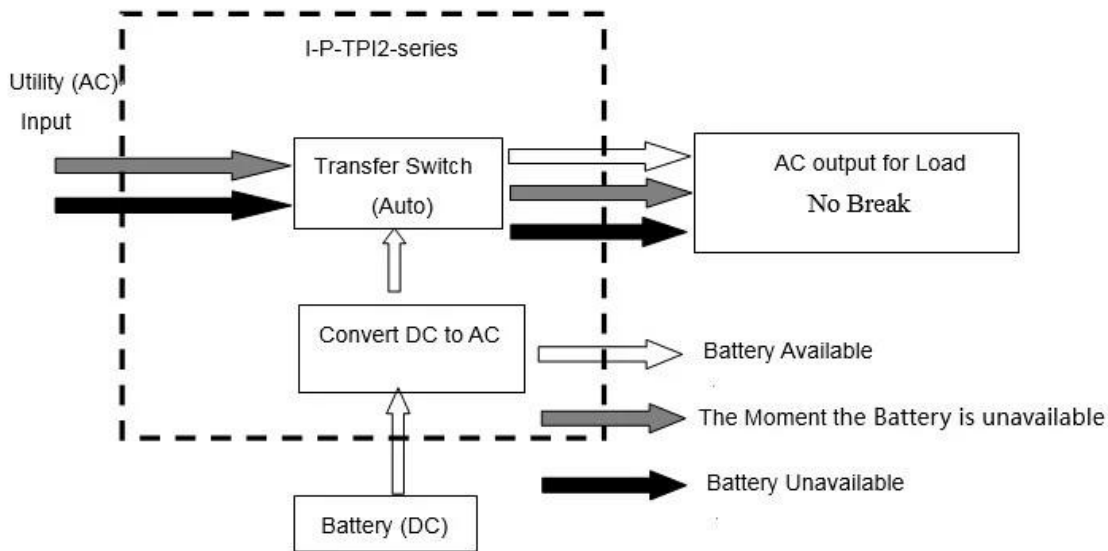 I-P-TPI2-series
Utility (AC)
Input
Transfer Switch
(Auto)
AC output for Load
No Break
Convert DC to AC
Battery Available
The Moment the Battery is unavailable
Battery Unavailable
Battery (DC)